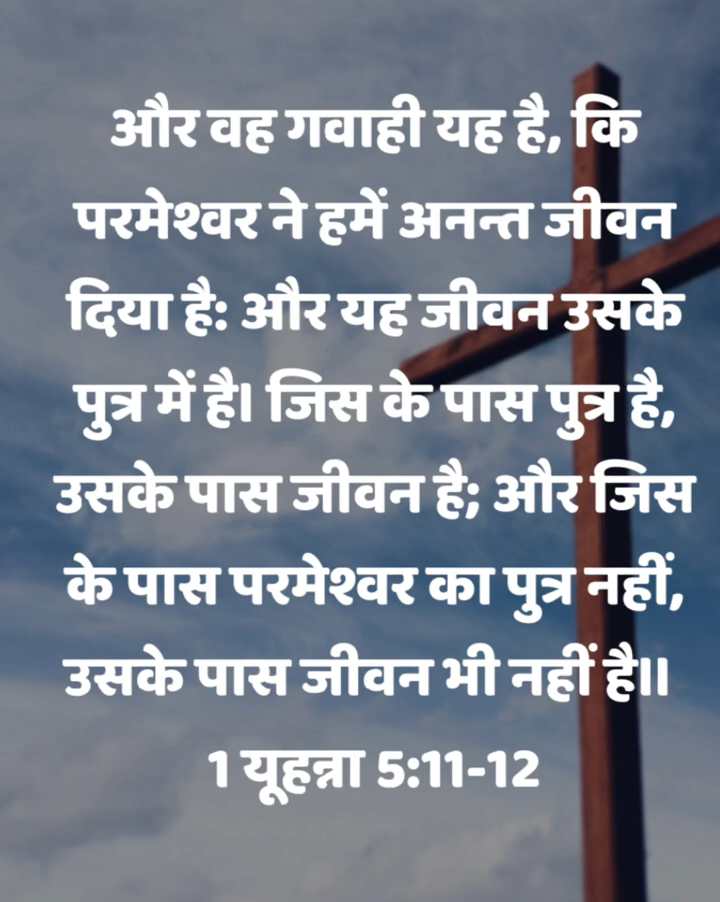 और वह गवाही यह है, कि
परमेश्वर ने हमें अनन्त जीवन
दिया है: और यह जीवन उसके
पुत्र में है। जिस के पास पुत्र है,
उसके पास जीवन है; और जिस
के पास परमेश्वर का पुत्र नहीं,
उसके पास जीवन भी नहीं है॥
1 यूहन्ना 5:11-12